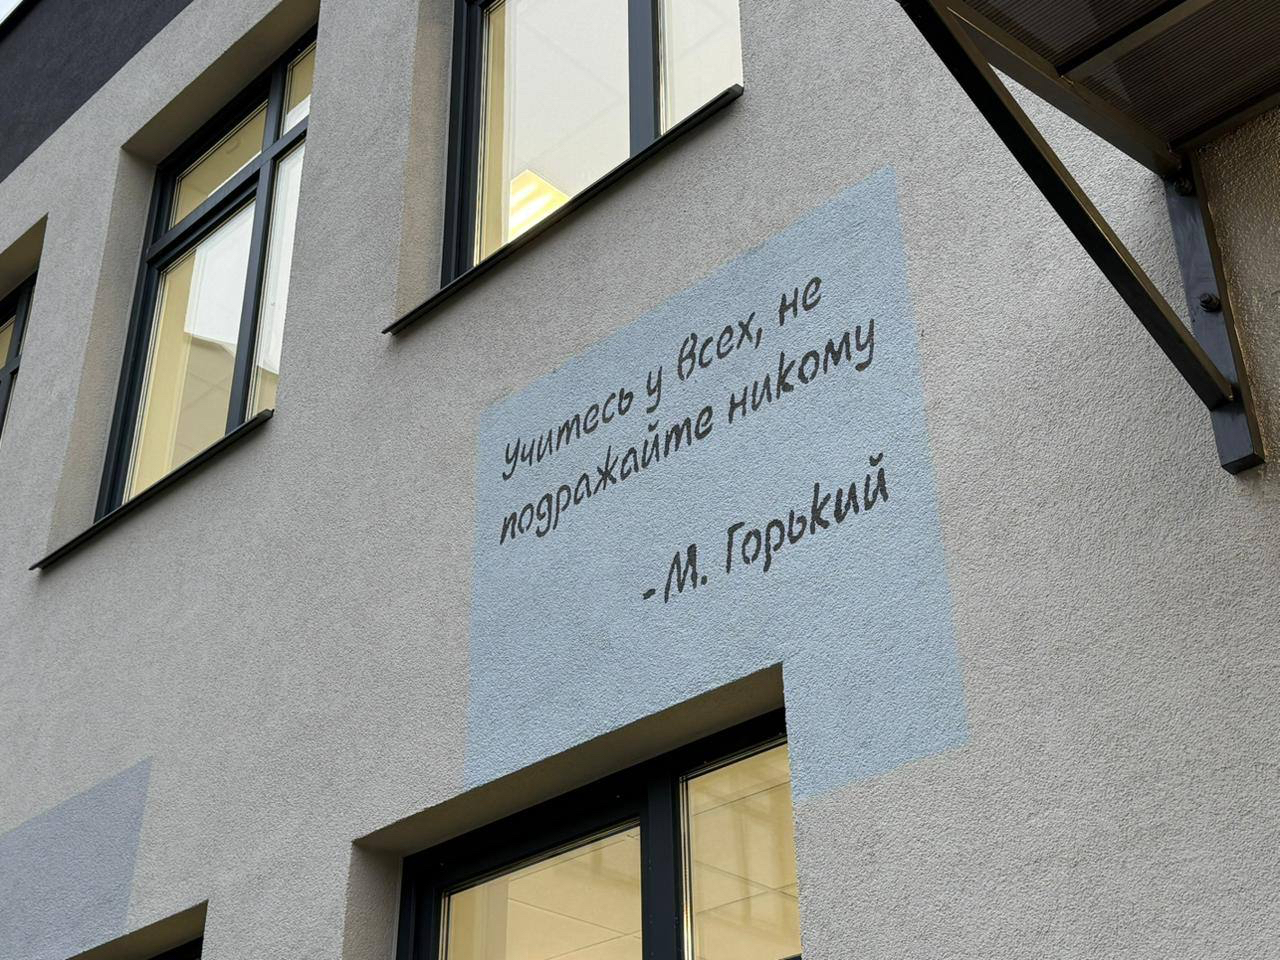 Учитесь у всех, не
подражайте никому
-М. Горький